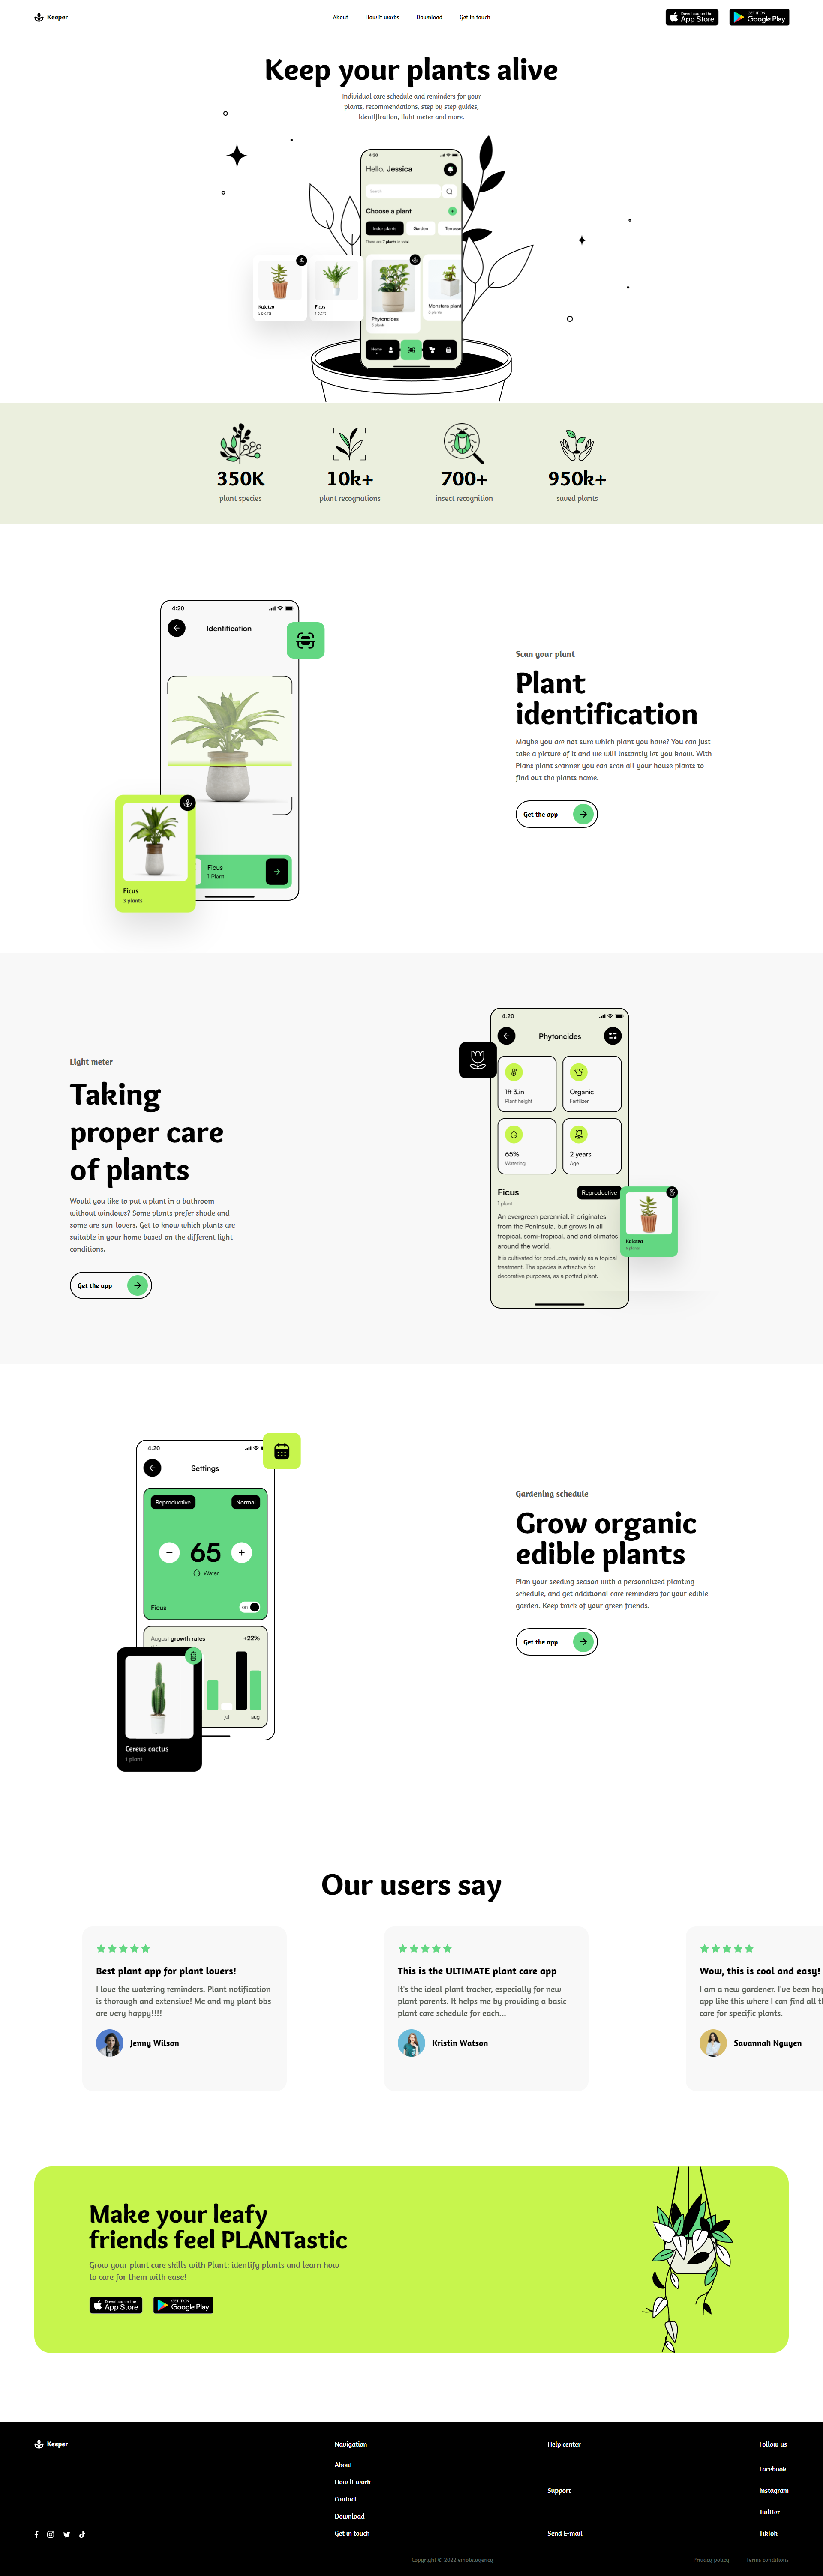 Keeper
About
How it works
Download
Get in touch
Download on the
App Store
GET IT ON
Google Play
Keep your plants alive
Individual care schedule and reminders for your
plants, recommendations, step by step guides,
identification, light meter and more.
4:20
Hello, Jessica
Search
Choose a plant
Indor plants
Garden
There are 7 plants in total
Kalatea
Ficus
1 plant
Phytoncides
Monstera plant
Home
350K
plant species
10k+
plant recognations
700+
insect recognition
950k+
saved plants
4:20
Identification
Ficus
1 Plant
Ficus
3 plants
Scan your plant
Plant
identification
Maybe you are not sure which plant you have? You can just
take a picture of it and we will instantly let you know. With
Plans plant scanner you can scan all your house plants to
find out the plants name.
Get the app
Light meter
Taking
proper care
of plants
Would you like to put a plant in a bathroom
without windows? Some plants prefer shade and
some are sun-lovers. Get to know which plants are
suitable in your home based on the different light
conditions.
Get the app
4:20
Phytoncides
1ft 3.in
Plant height
Organic
Fertilizer
65%
Watering
2 years
Age
Ficus
Reproductive
1 plant
An evergreen perennial, it originates
from the Peninsula, but grows in all
tropical, semi-tropical, and arid climates
around the world.
It is cultivated for products, mainly as a topical
treatment. The species is attractive for
decorative purposes, as a potted plant.
Kalatea
4:20
Settings
Reproductive
Normal
65
Water
Ficus
on
August growth rates
+22%
jul
aug
Cereus cactus
1 plant
Gardening schedule
Grow organic
edible plants
Plan your seeding season with a personalized planting
schedule, and get additional care reminders for your edible
garden. Keep track of your green friends.
Get the app
Our users say
Best plant app for plant lovers!
I love the watering reminders. Plant notification
is thorough and extensive! Me and my plant bbs
are very happy!!!!
Jenny Wilson
This is the ULTIMATE plant care app
It's the ideal plant tracker, especially for new
plant parents. It helps me by providing a basic
plant care schedule for each...
Kristin Watson
Wow, this is cool and easy!
I am a new gardener. I've been hop
app like this where I can find all th
care for specific plants.
Savannah Nguyen
Make your leafy
friends feel PLANTastic
Grow your plant care skills with Plant: identify plants and learn how
to care for them with ease!
Download on the
App Store
GET IT ON
Google Play
Keeper
Navigation
About
How it work
Contact
Download
Get in touch
Help center
Support
Send E-mail
Follow us
Facebook
Instagram
Twitter
TikTok
Copyright © 2022 emote.agency
Privacy policy
Terms conditions